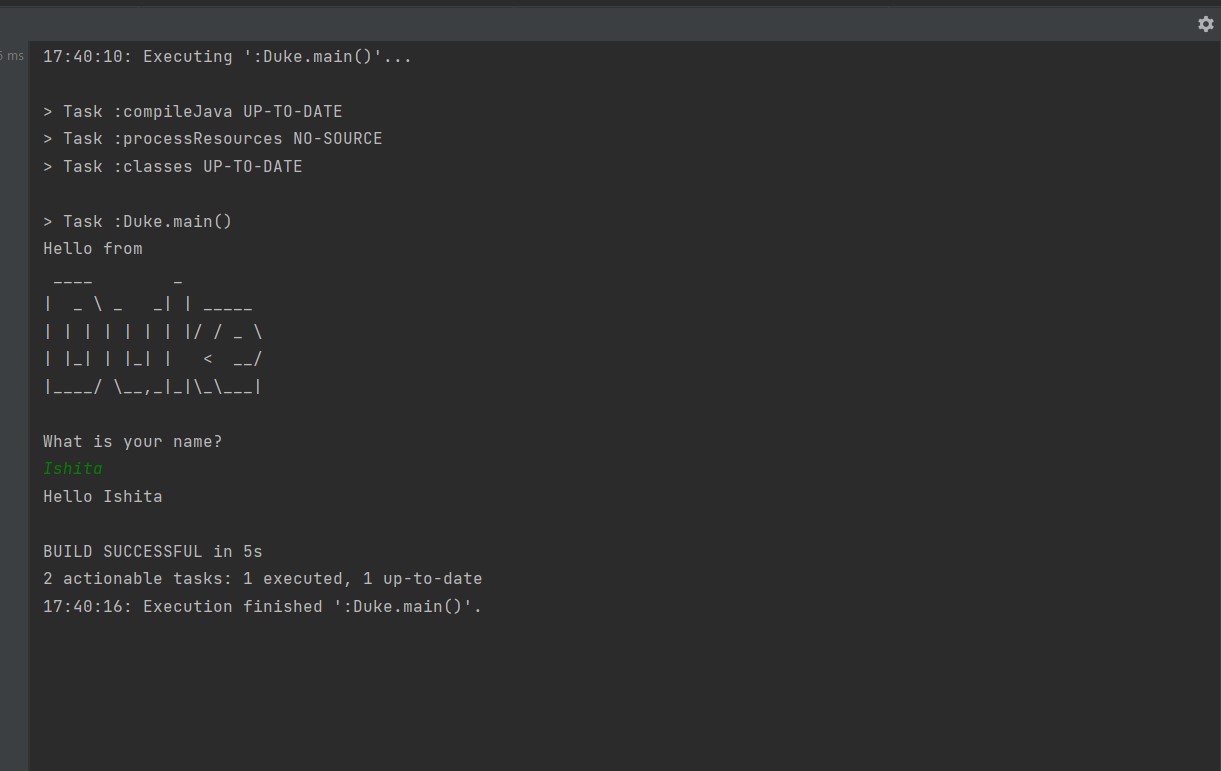 5 ms
17:40:10: Executing ':Duke.main()'...
> Task :compileJava UP-TO-DATE
> Task :processResources NO-SOURCE
> Task :classes UP-TO-DATE
> Task :Duke.main()
Hello from
 ____        _
|  _ \ _   _| | _____
| | | | | | | |/ / _ \
| |_| | |_| |   <  __/
|____/ \__,_|_|\_\___|
What is your name?
Ishita
Hello Ishita
BUILD SUCCESSFUL in 5s
2 actionable tasks: 1 executed, 1 up-to-date
17:40:16: Execution finished ':Duke.main()'.